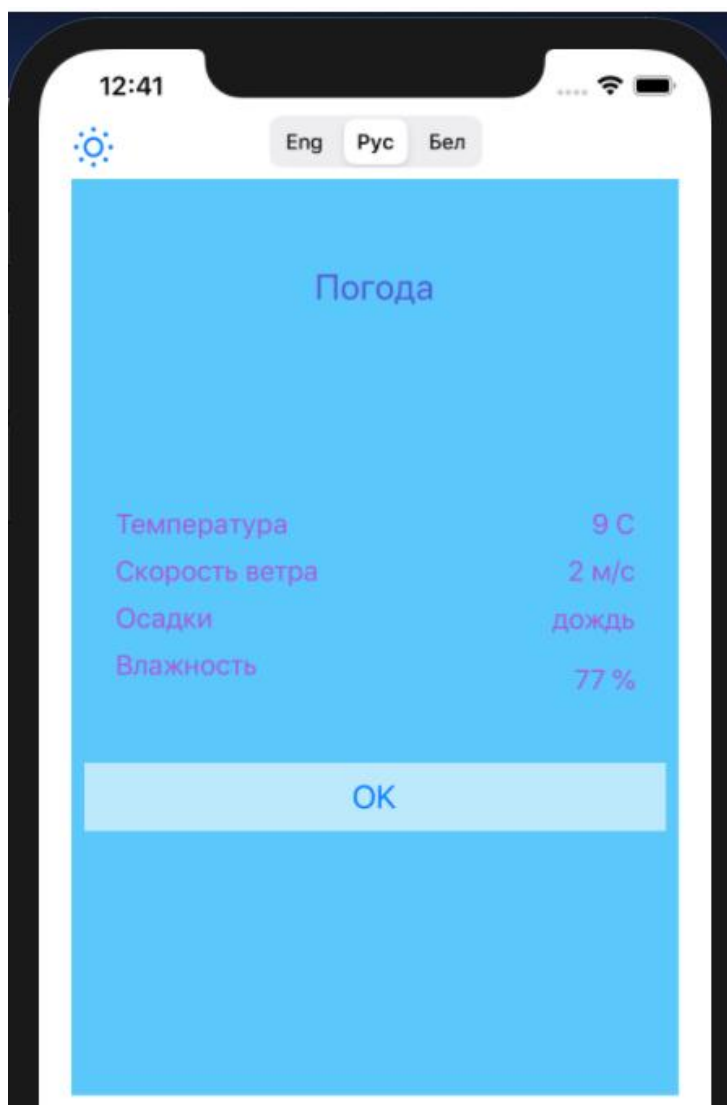 12:41
Eng Рус Бел
Погода
Температура 9 С
Скорость ветра 2 м/с
Осадки дождь
Влажность 77 %
OK